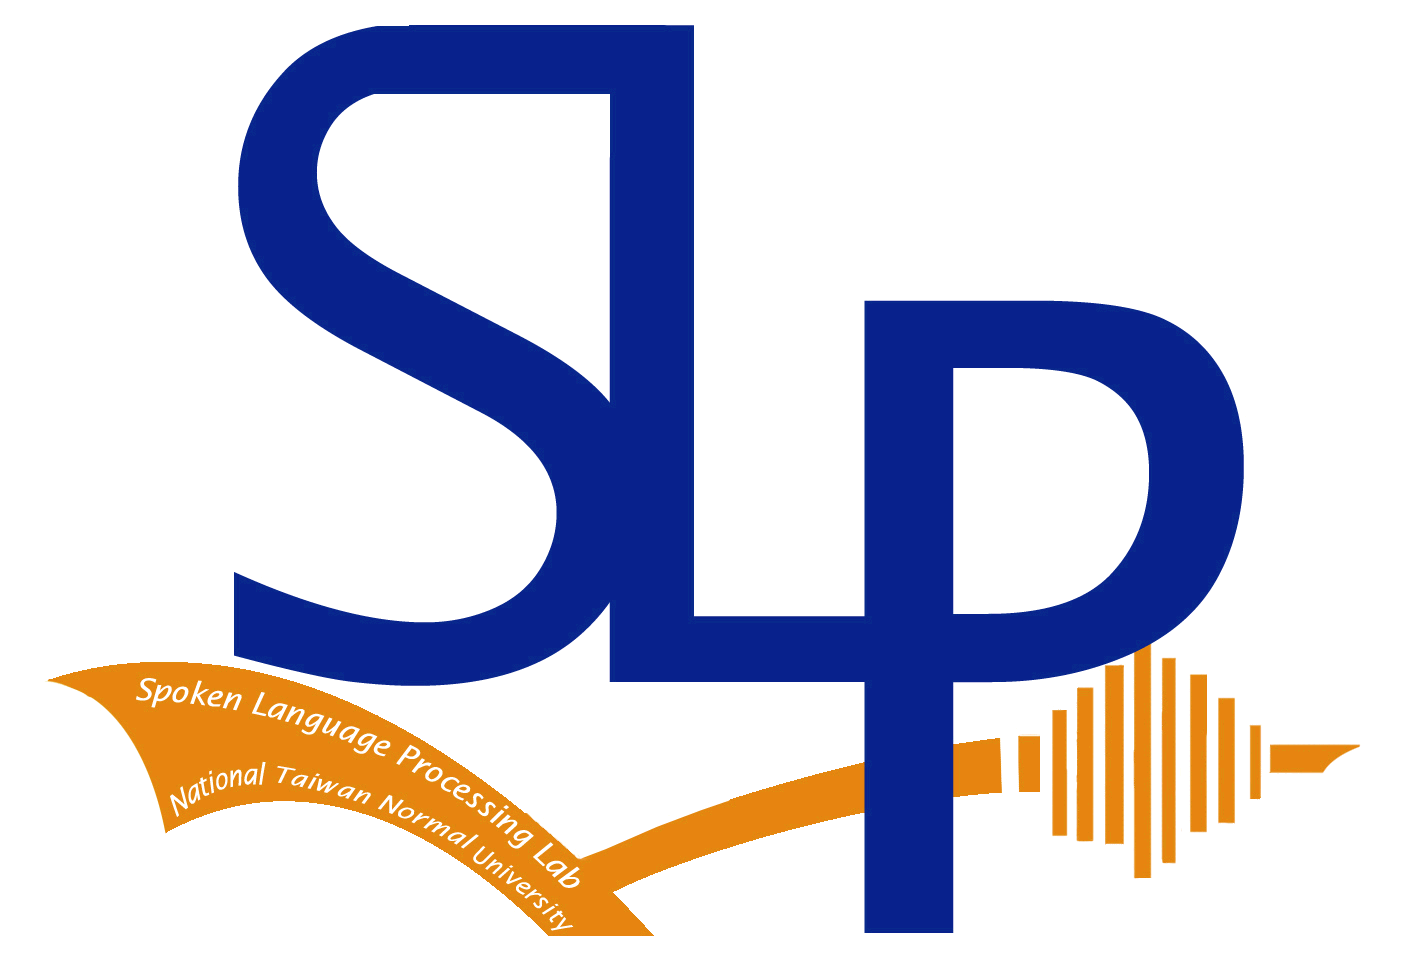 SLP
Spoken Language Processing Lab
National Taiwan Normal University